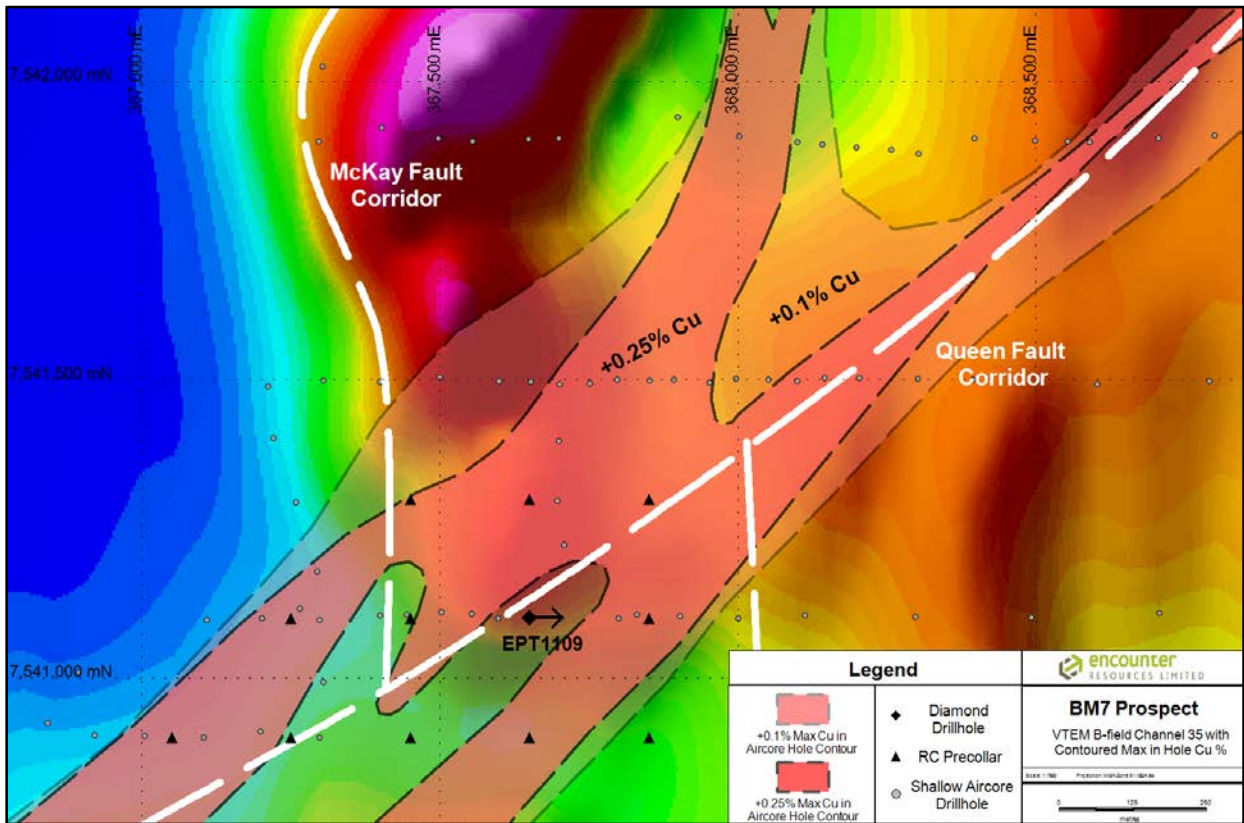 367,000 mE
367,500 mE
368,000 mE
368,500 mE
7,542,000 mN
McKay Fault
Corridor
+0.1% Cu
+0.25% Cu
Queen Fault
Corridor
7,541,500 mN
EPT1109
7,541,000 mN
Legend
+0.1% Max Cu in
Aircore Hole Contour
+0.25% Max Cu in
Aircore Hole Contour
Diamond
Drillhole
RC Precollar
Shallow Aircore
Drillhole
encounter
RESOURCES LIMITED
BM7 Prospect
VTEM B-field Channel 35 with
Contoured Max in Hole Cu %
0 125 250
metres